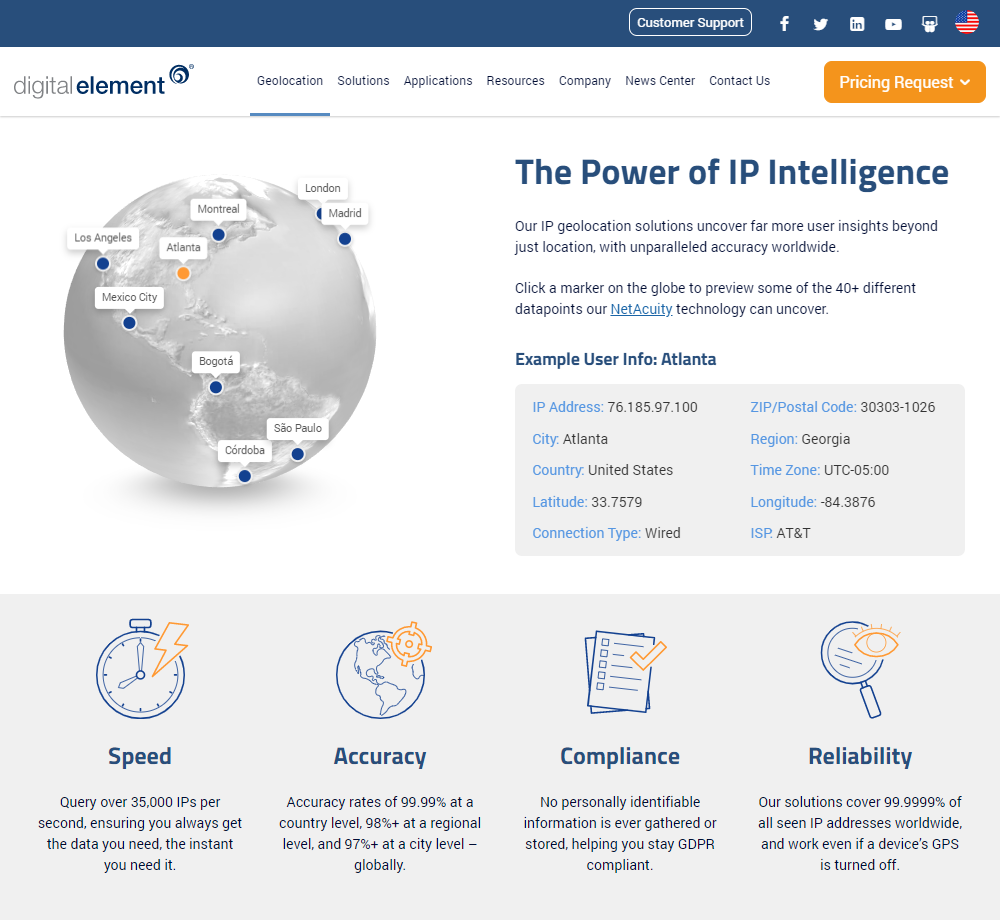 Customer Support
digital element
Geolocation Solutions Applications Resources Company News Center Contact Us
Pricing Request
London
Montreal
Madrid
Los Angeles
Atlanta
Mexico City
Bogotá
São Paulo
Córdoba
The Power of IP Intelligence
Our IP geolocation solutions uncover far more user insights beyond
just location, with unparalleled accuracy worldwide.
Click a marker on the globe to preview some of the 40+ different
datapoints our NetAcuity technology can uncover.
Example User Info: Atlanta
IP Address: 76.185.97.100
ZIP/Postal Code: 30303-1026
City: Atlanta
Region: Georgia
Country: United States
Time Zone: UTC-05:00
Latitude: 33.7579
Longitude: -84.3876
Connection Type: Wired
ISP: AT&T
Speed
Query over 35,000 IPs per
second, ensuring you always get
the data you need, the instant
you need it.
Accuracy
Accuracy rates of 99.99% at a
country level, 98%+ at a regional
level, and 97%+ at a city level –
globally.
Compliance
No personally identifiable
information is ever gathered or
stored, helping you stay GDPR
compliant.
Reliability
Our solutions cover 99.9999% of
all seen IP addresses worldwide,
and work even if a device's GPS
is turned off.